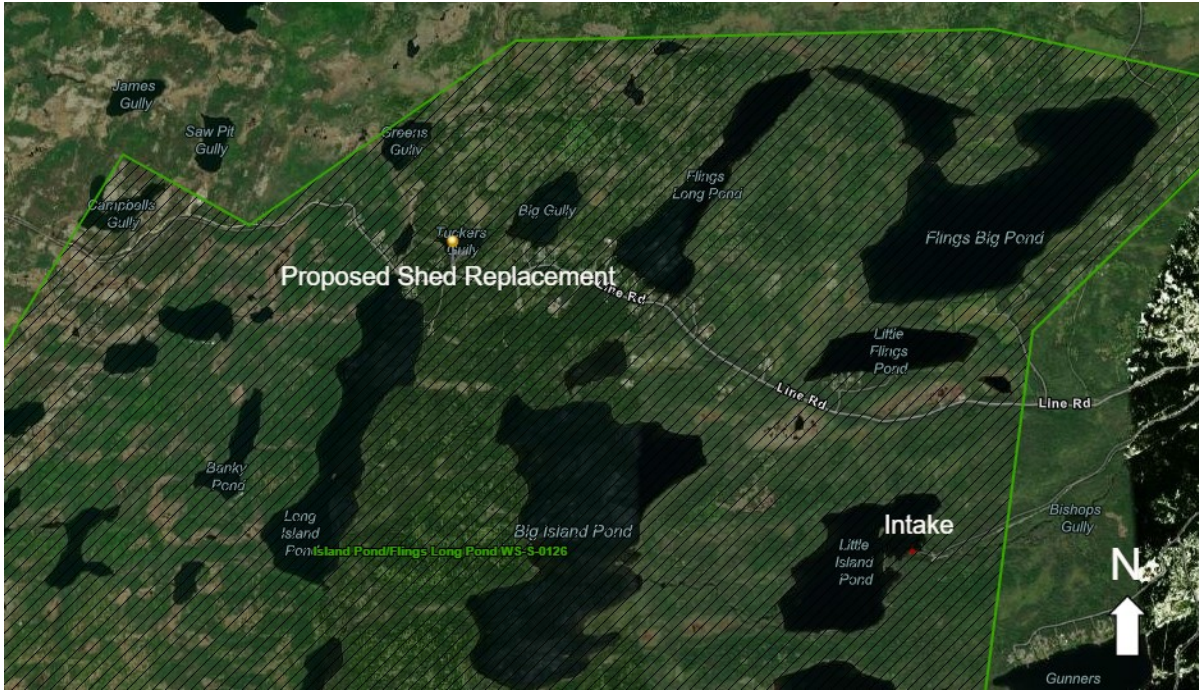 James
Gully
Saw Pit
Gully
Greens
Gully
Campbells
Gully
Flings
Long Pond
Big Gully
Tuckers
Gully
Flings Big Pond
Proposed Shed Replacement
Line Rd
Little
Flings
Pond
Line Rd
Line Rd
Banky
Pond
Long
Island
Pond
Big Island Pond
Island Pond/Flings Long Pond WS-S-0126
Intake
Little
Island
Pond
Bishops
Gully
N
Gunners